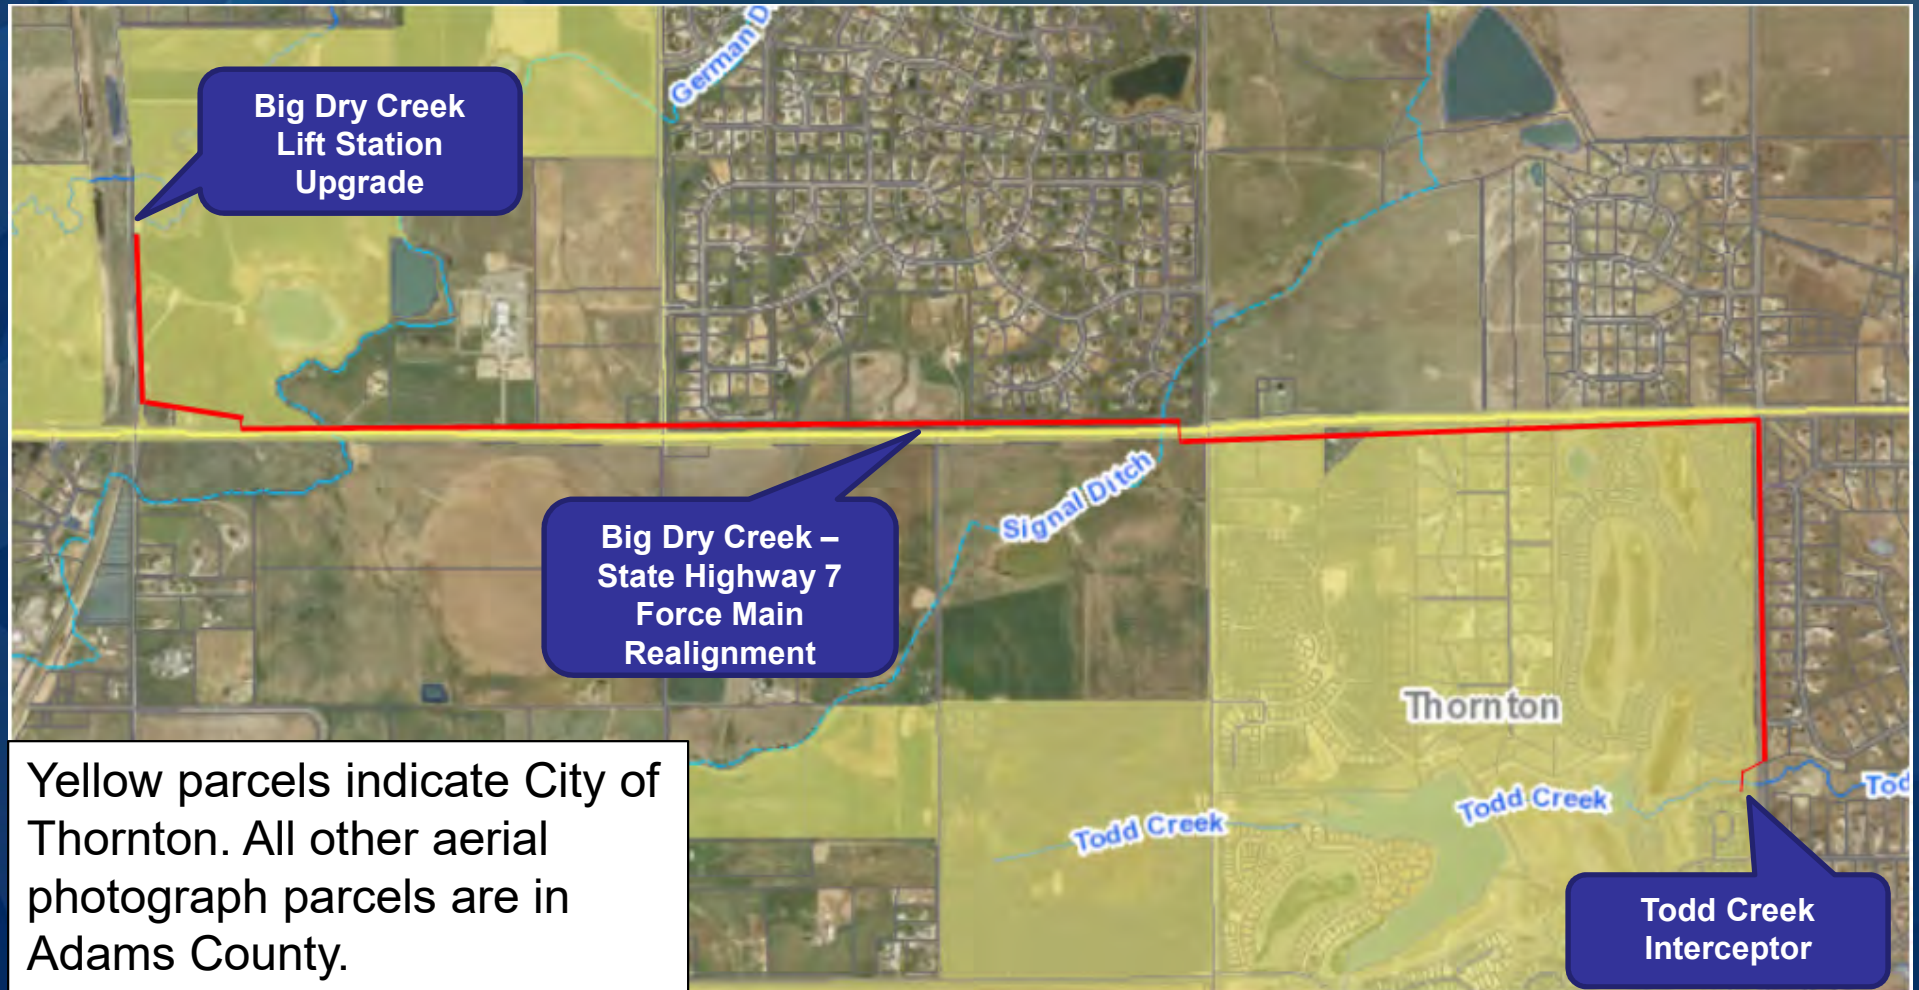 German D
Big Dry Creek
Lift Station
Upgrade
Big Dry Creek –
State Highway 7
Force Main
Realignment
Signal Ditch
Thornton
Todd Creek
Todd Creek
Tod
Yellow parcels indicate City of
Thornton. All other aerial
photograph parcels are in
Adams County.
Todd Creek
Interceptor